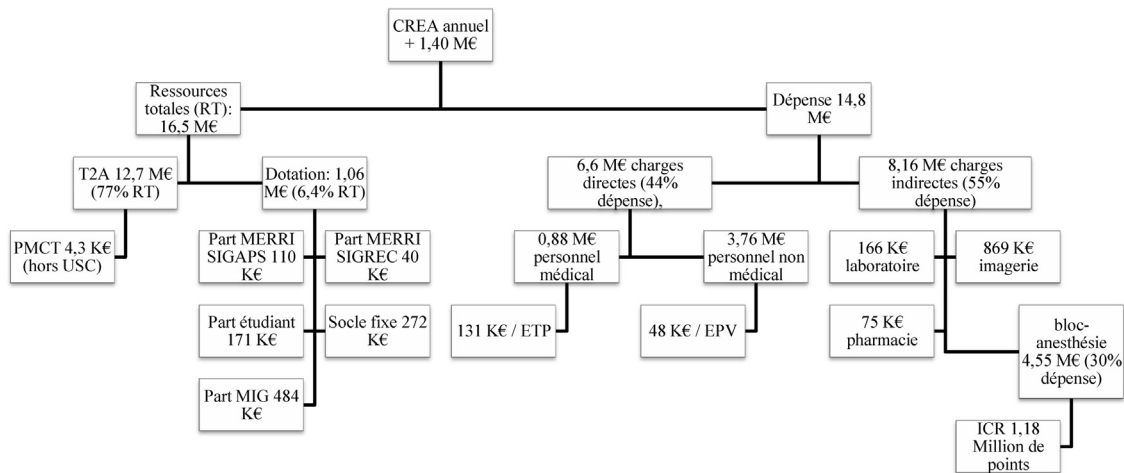 CREA annuel
+ 1,40 M€
Ressources
totales (RT):
16,5 M€
Dépense 14,8
M€
T2A 12,7 M€
(77% RT)
Dotation: 1,06
M€ (6,4% RT)
6,6 M€ charges
directes (44%
dépense),
8,16 M€ charges
indirectes (55%
dépense)
PMCT 4,3 K€
(hors USC)
Part MERRI
SIGAPS 110
K€
Part MERRI
SIGREC 40
K€
0,88 M€
personnel
médical
3,76 M€
personnel non
médical
166 K€
laboratoire
869 K€
imagerie
Part étudiant
171 K€
Socle fixe 272
K€
131 K€ / ETP
48 K€ / EPV
75 K€
pharmacie
bloc-
anesthésie
4,55 M€ (30%
dépense)
Part MIG 484
K€
ICR 1,18
Million de
points